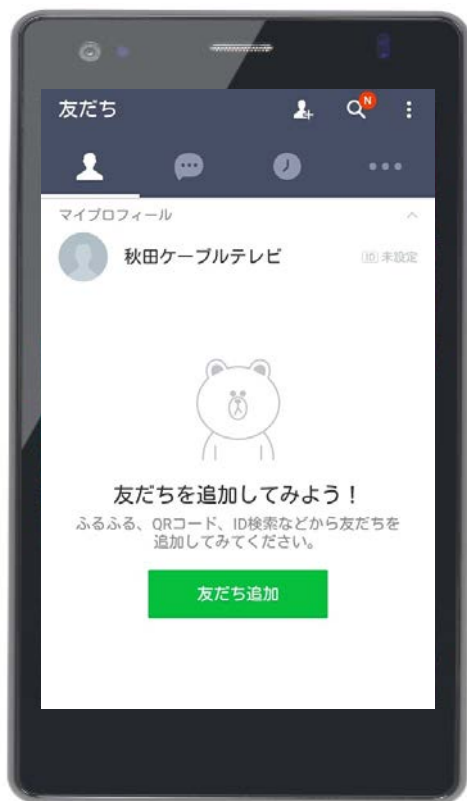 友だち
N
マイプロフィール
秋田ケーブルテレビ
ID 未設定
友だちを追加してみよう！
ふるふる、QRコード、ID検索などから友だちを
追加してみてください。
友だち追加